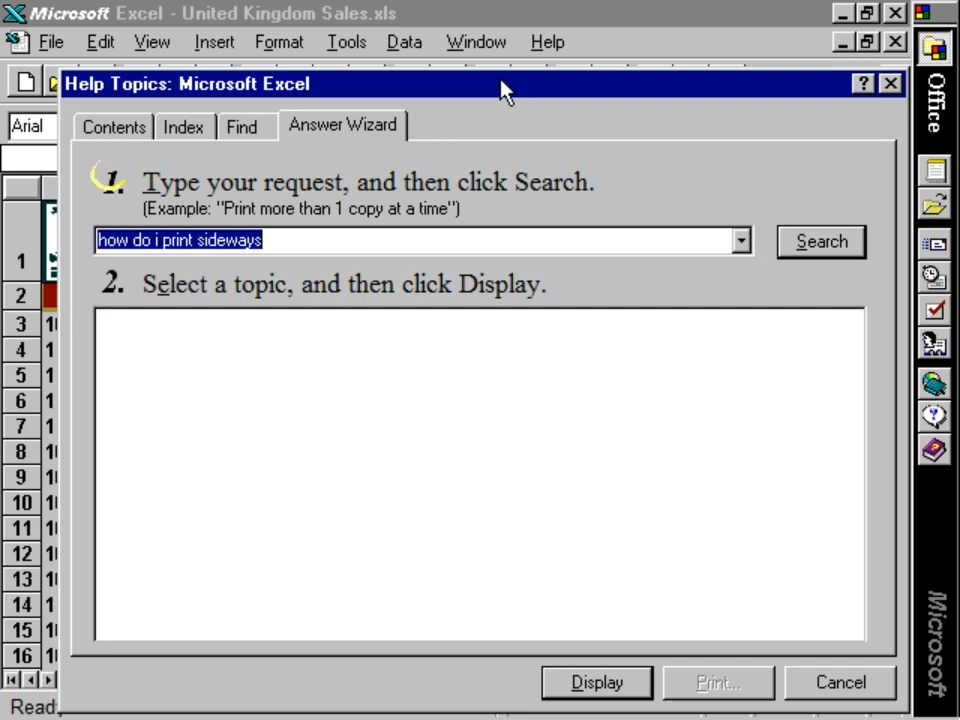 Microsoft Excel - United Kingdom Sales.xls
File Edit View Insert Format Tools Data Window Help
Help Topics: Microsoft Excel
Office
Arial
Contents Index Find Answer Wizard
1. Type your request, and then click Search.
(Example: "Print more than 1 copy at a time")
how do i print sideways
Search
2. Select a topic, and then click Display.
1
2
3
4
5
6
7
8
9
10
11
12
13
14
15
16
Display Print... Cancel
Microsoft
Ready